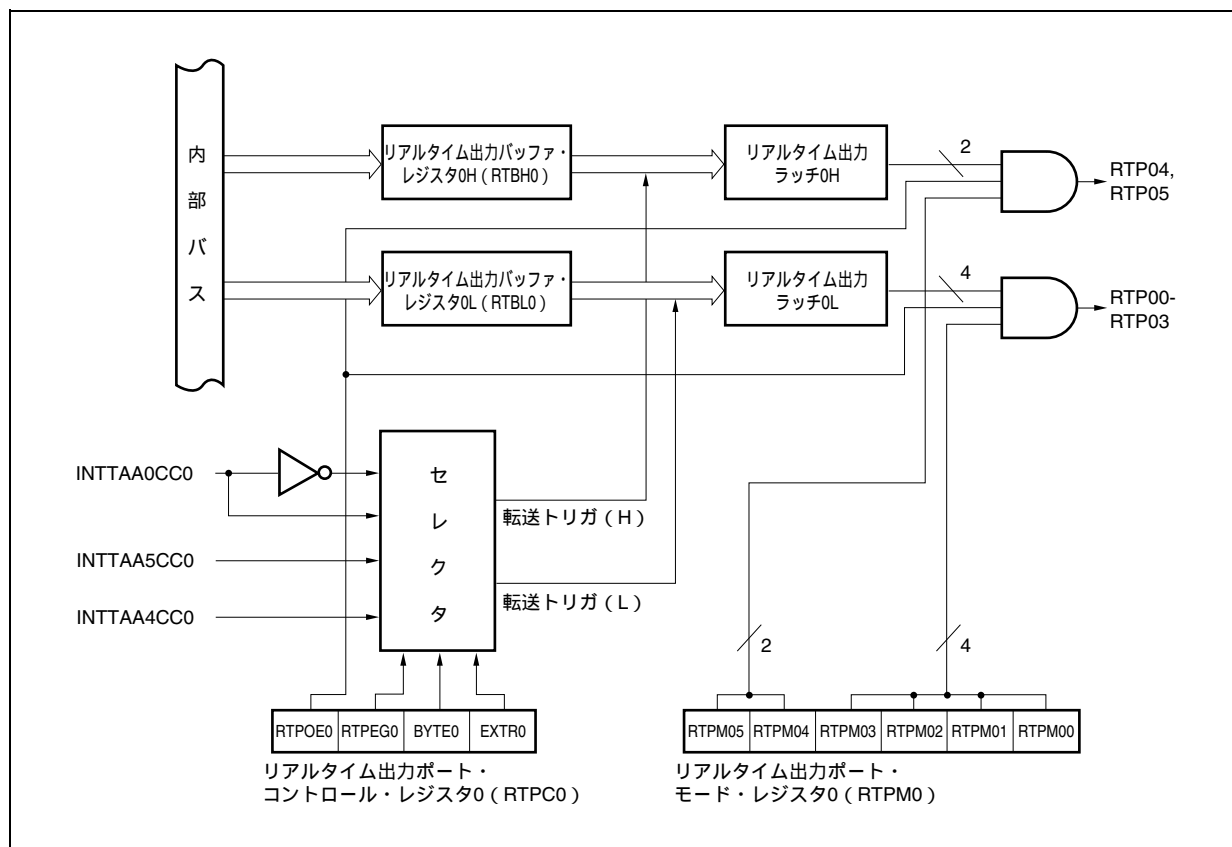 内部バス
リアルタイム出力バッファ・
レジスタ0H（RTBH0）
リアルタイム出力
ラッチ0H
2
RTP04,
RTP05
リアルタイム出力バッファ・
レジスタ0L（RTBL0）
リアルタイム出力
ラッチ0L
4
RTP00-
RTP03
INTTAA0CC0
INTTAA5CC0
INTTAA4CC0
セレクタ
転送トリガ（H）
転送トリガ（L）
2
4
RTPOE0 RTPEG0 BYTE0 EXTR0
リアルタイム出力ポート・
コントロール・レジスタ0（RTPC0）
RTPM05 RTPM04 RTPM03 RTPM02 RTPM01 RTPM00
リアルタイム出力ポート・
モード・レジスタ0（RTPM0）